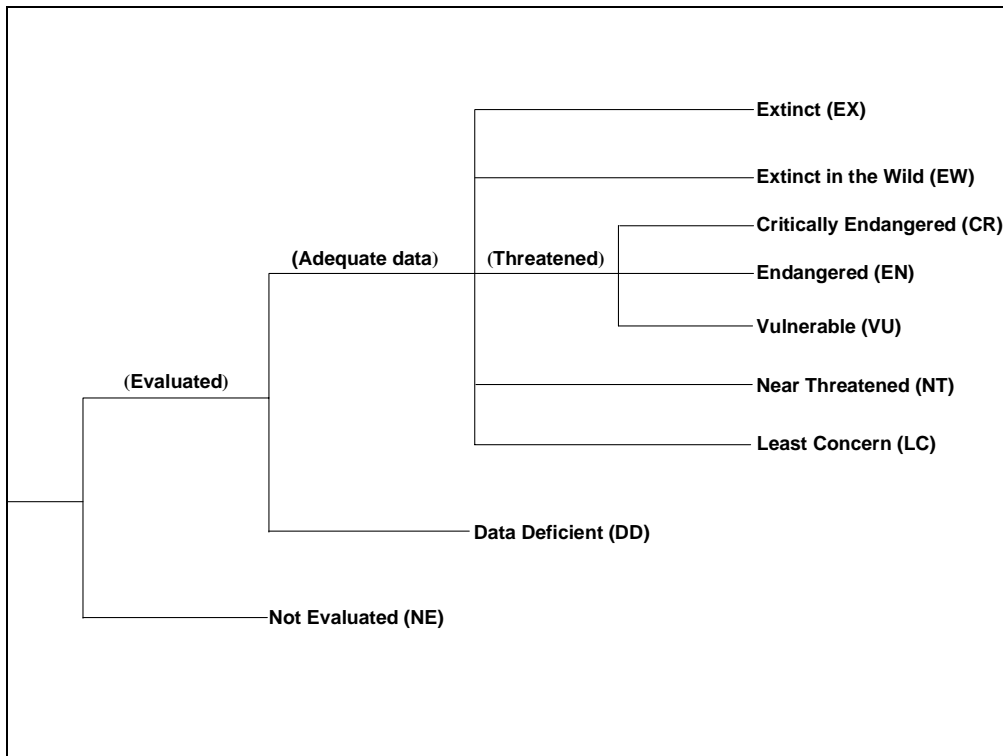 Extinct (EX)
Extinct in the Wild (EW)
Critically Endangered (CR)
(Adequate data) (Threatened) Endangered (EN)
Vulnerable (VU)
(Evaluated) Near Threatened (NT)
Least Concern (LC)
Data Deficient (DD)
Not Evaluated (NE)